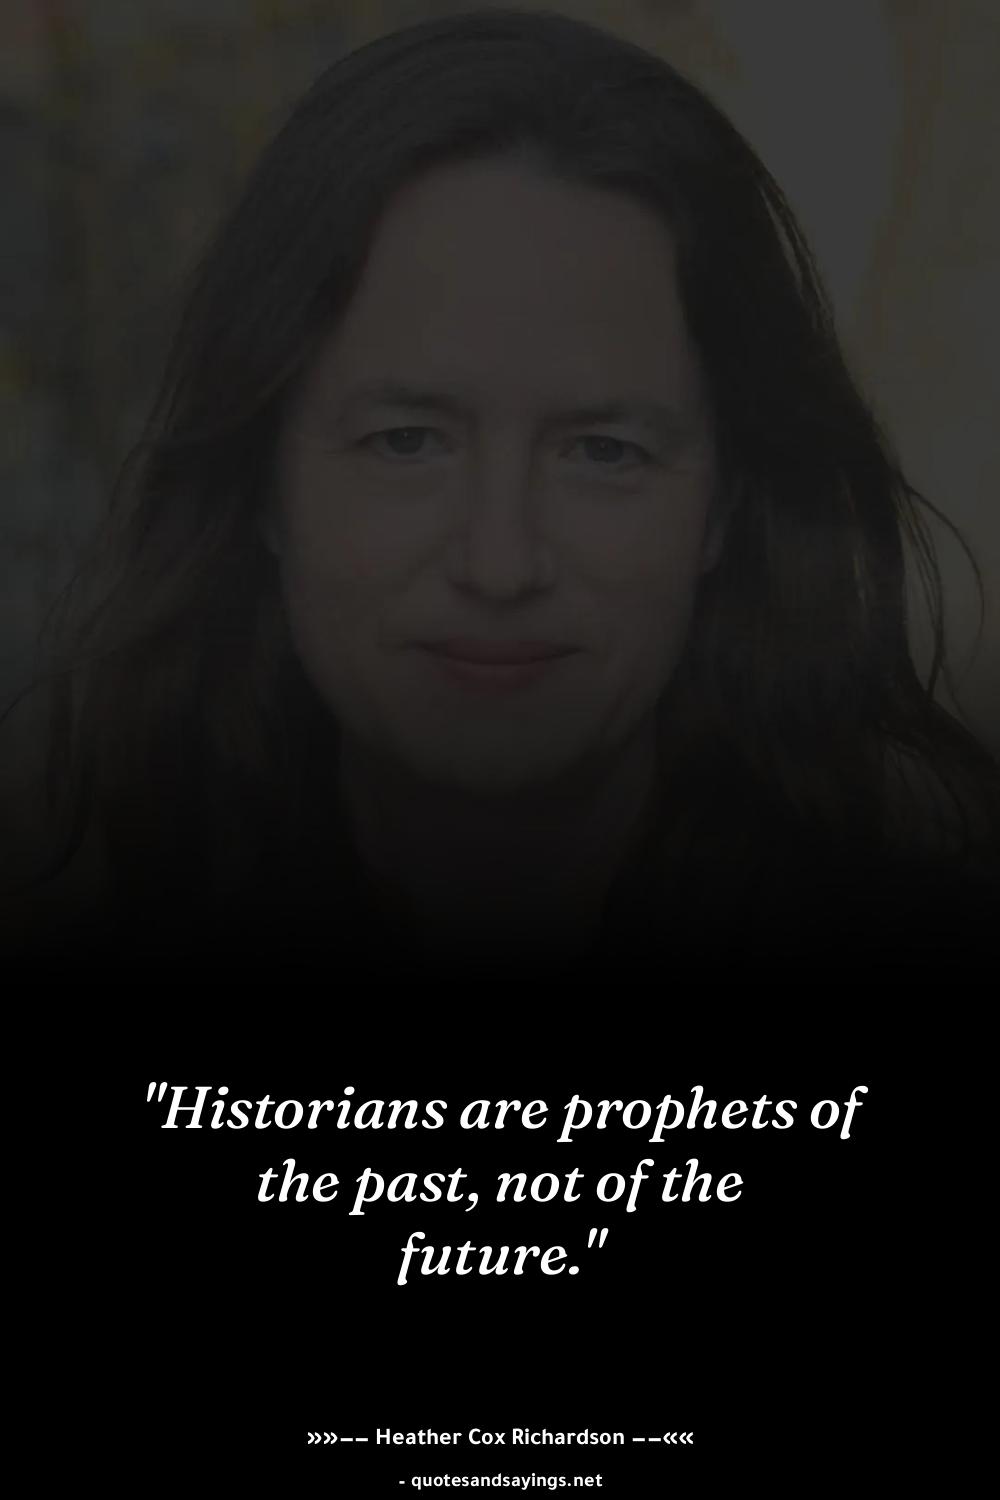 "Historians are prophets of
the past, not of the
future."
»»–– Heather Cox Richardson ––««
- quotesandsayings.net